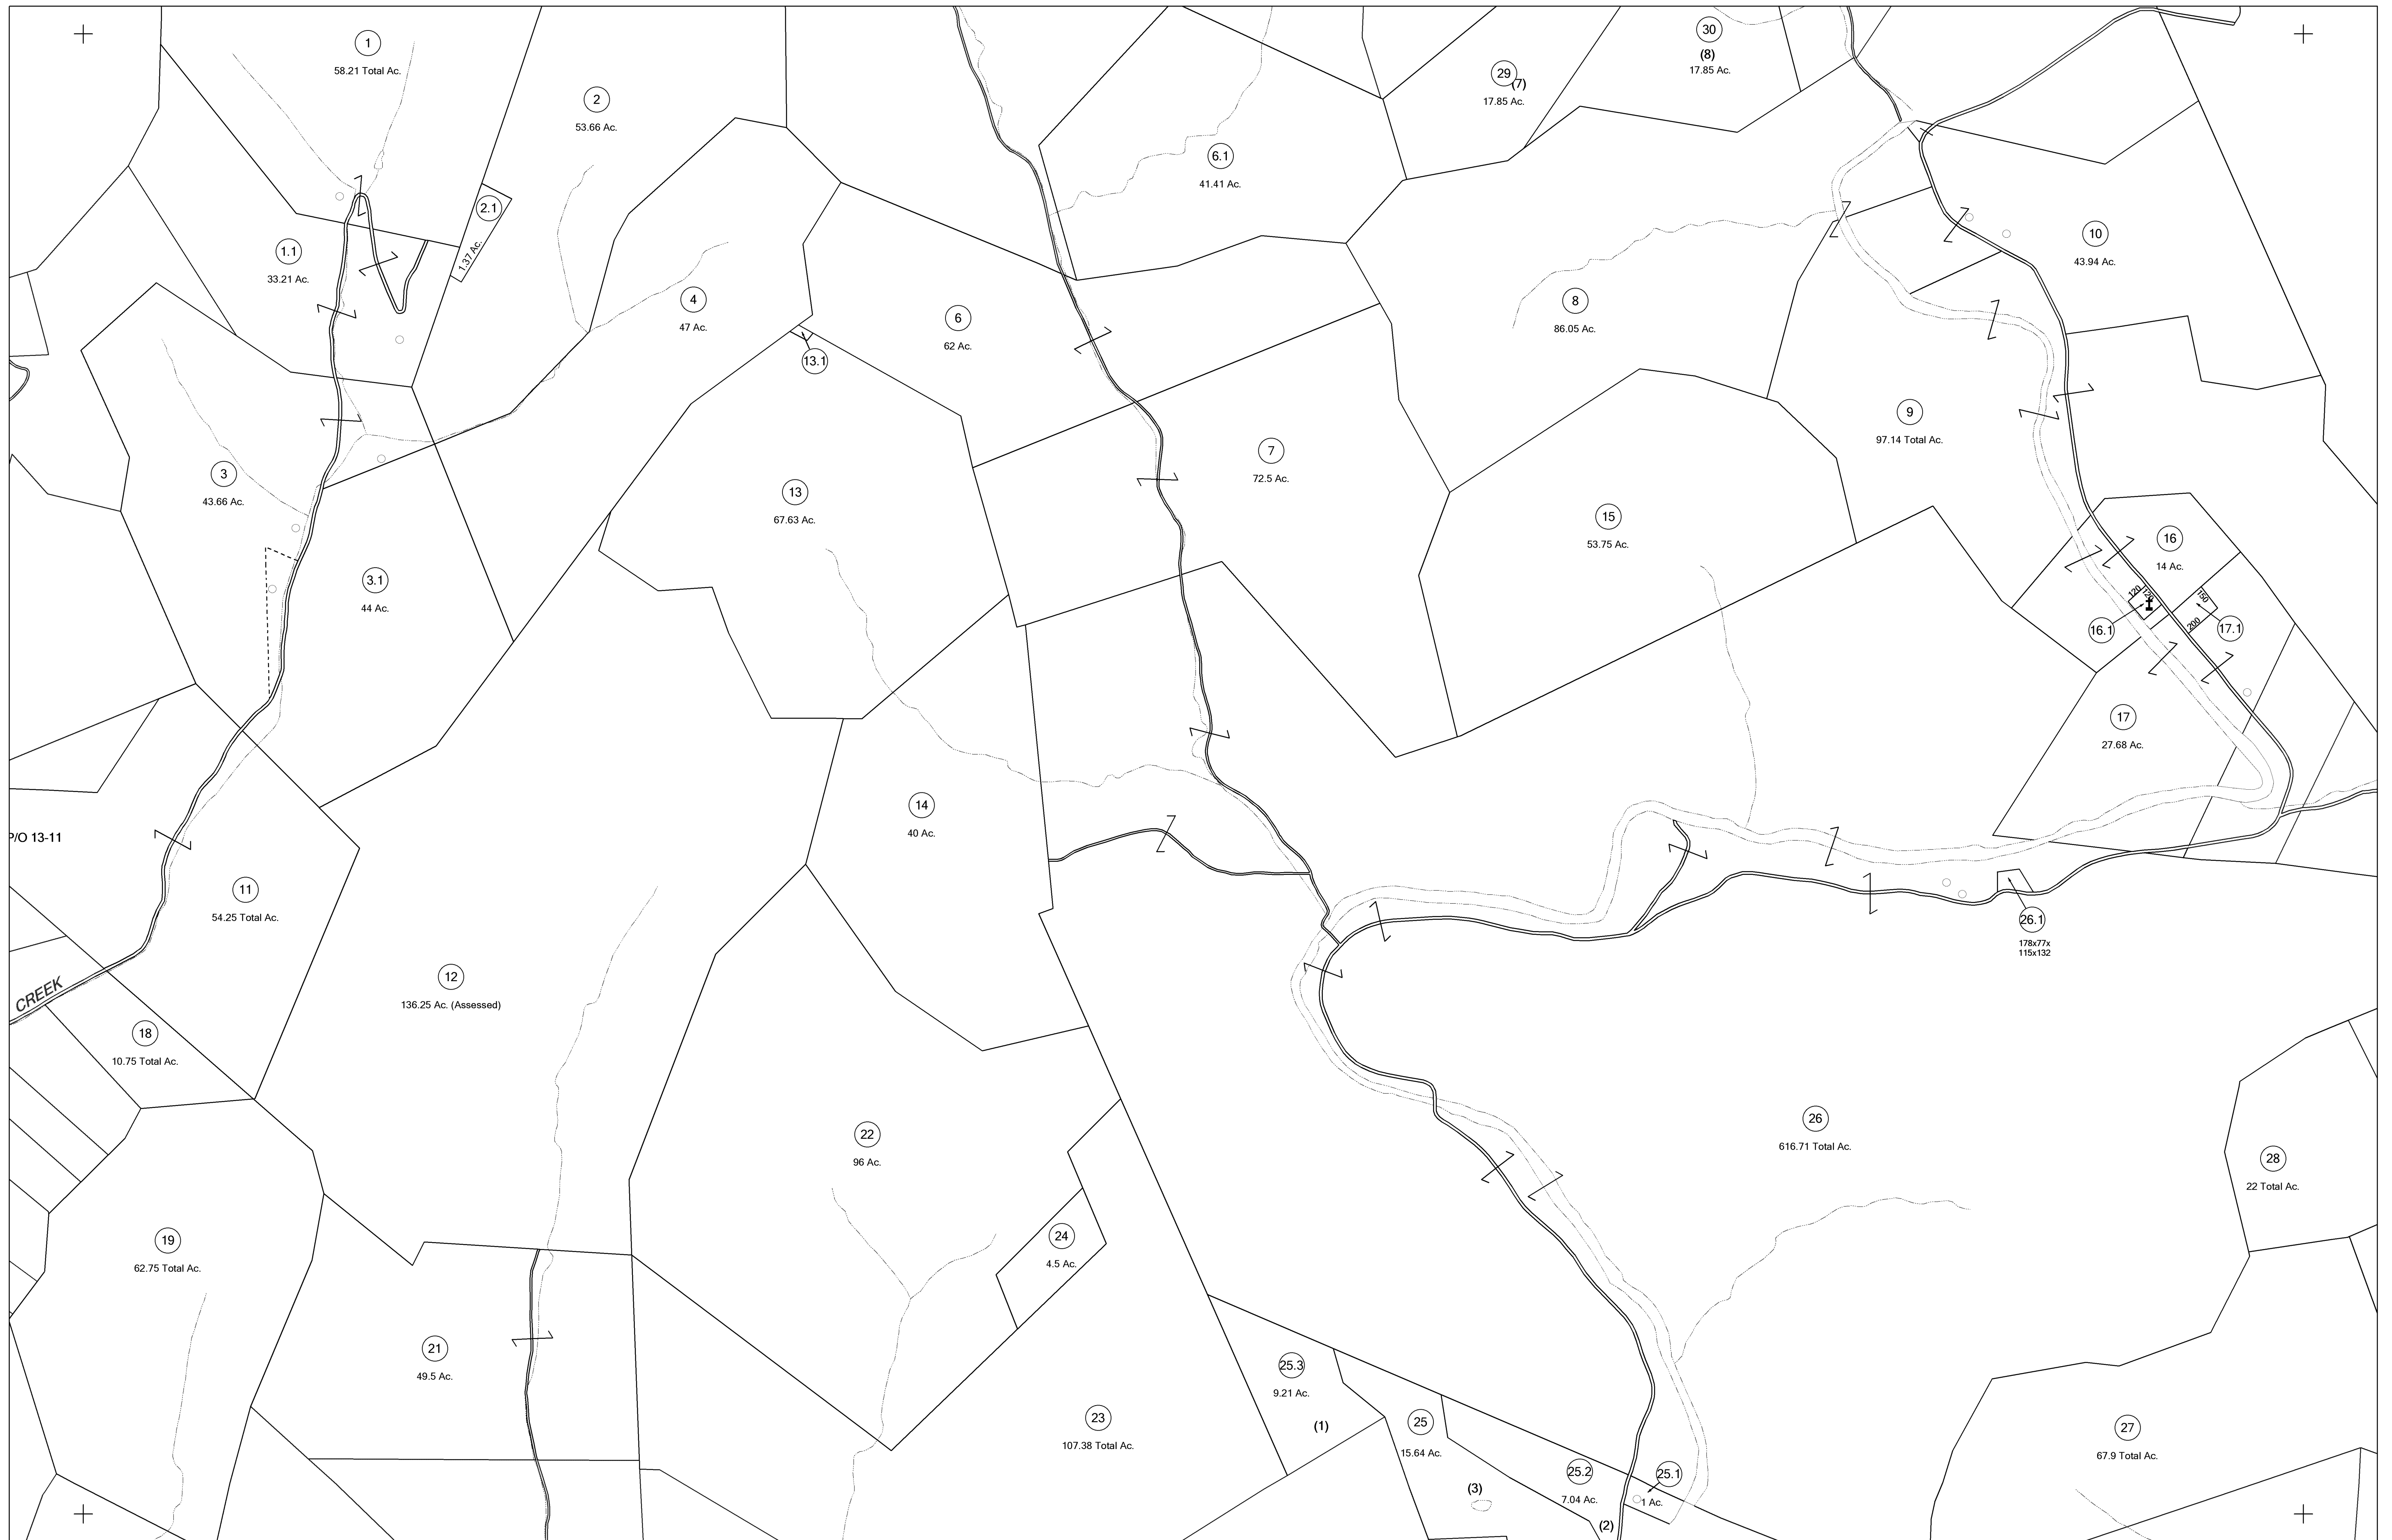 1
58.21 Total Ac.
2
53.66 Ac.
29
(7)
17.85 Ac.
30
(8)
17.85 Ac.
6.1
41.41 Ac.
2.1
1.37 Ac.
1.1
33.21 Ac.
10
43.94 Ac.
4
47 Ac.
6
62 Ac.
8
86.05 Ac.
13.1
9
97.14 Total Ac.
3
43.66 Ac.
7
72.5 Ac.
13
67.63 Ac.
15
53.75 Ac.
16
14 Ac.
3.1
44 Ac.
120
120
150
200
16.1
17.1
17
27.68 Ac.
14
40 Ac.
P/O 13-11
11
54.25 Total Ac.
26.1
178x77x
115x132
12
136.25 Ac. (Assessed)
CREEK
18
10.75 Total Ac.
26
616.71 Total Ac.
22
96 Ac.
28
22 Total Ac.
19
62.75 Total Ac.
24
4.5 Ac.
21
49.5 Ac.
25.3
9.21 Ac.
(1)
23
107.38 Total Ac.
25
15.64 Ac.
(3)
25.2
7.04 Ac.
(2)
25.1
1 Ac.
27
67.9 Total Ac.